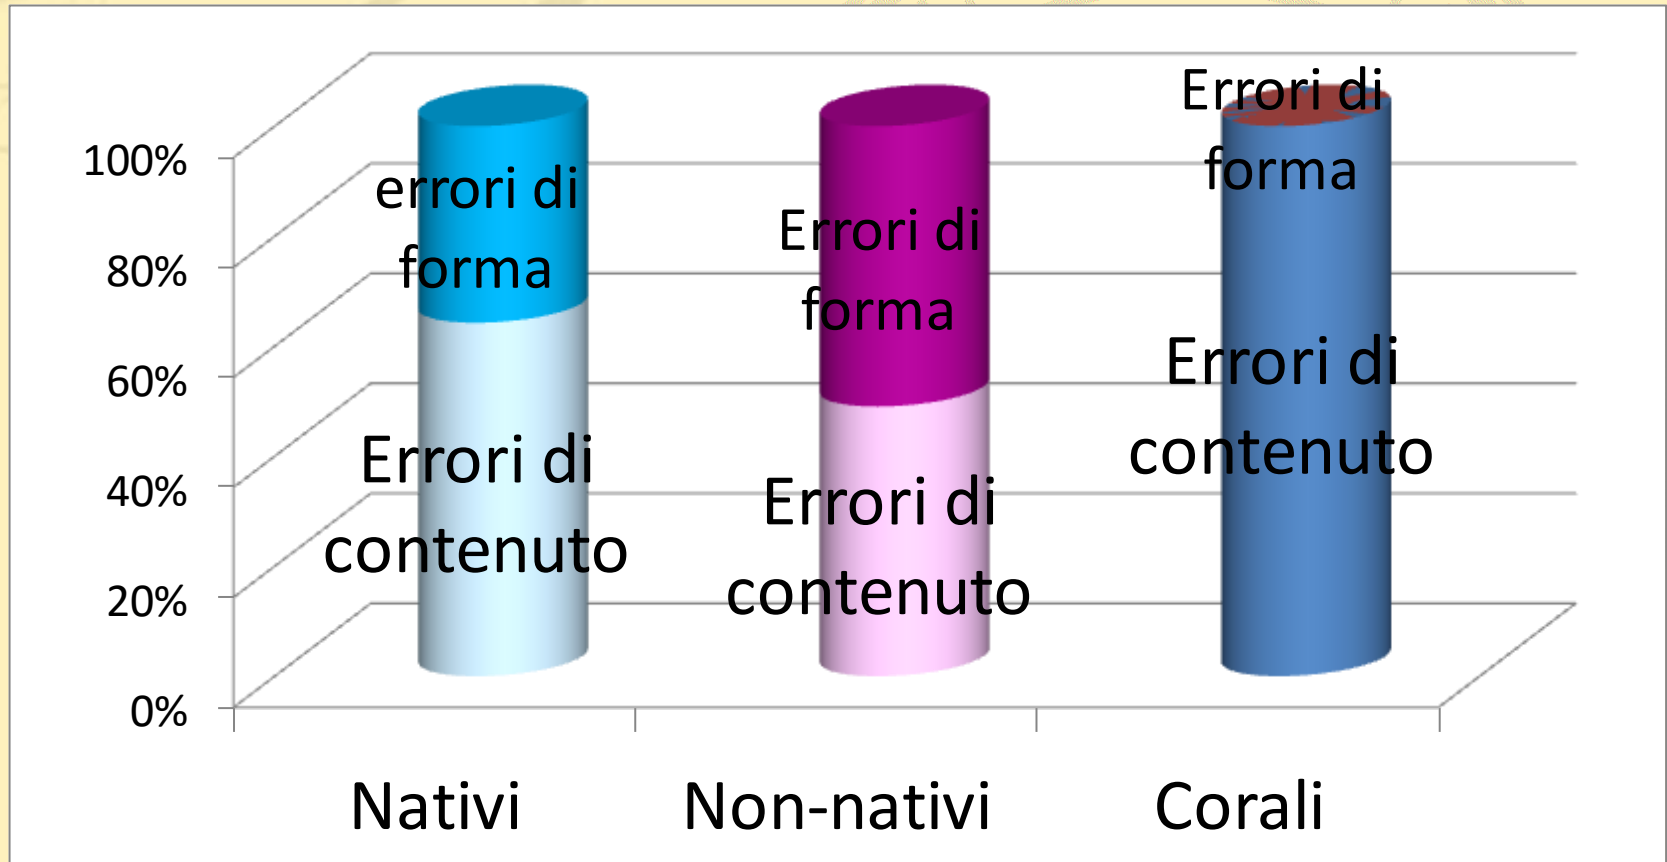 100%
80%
60%
40%
20%
0%
errori di
forma
Errori di
contenuto
Errori di
forma
Errori di
contenuto
Errori di
forma
Errori di
contenuto
Nativi
Non-nativi
Corali